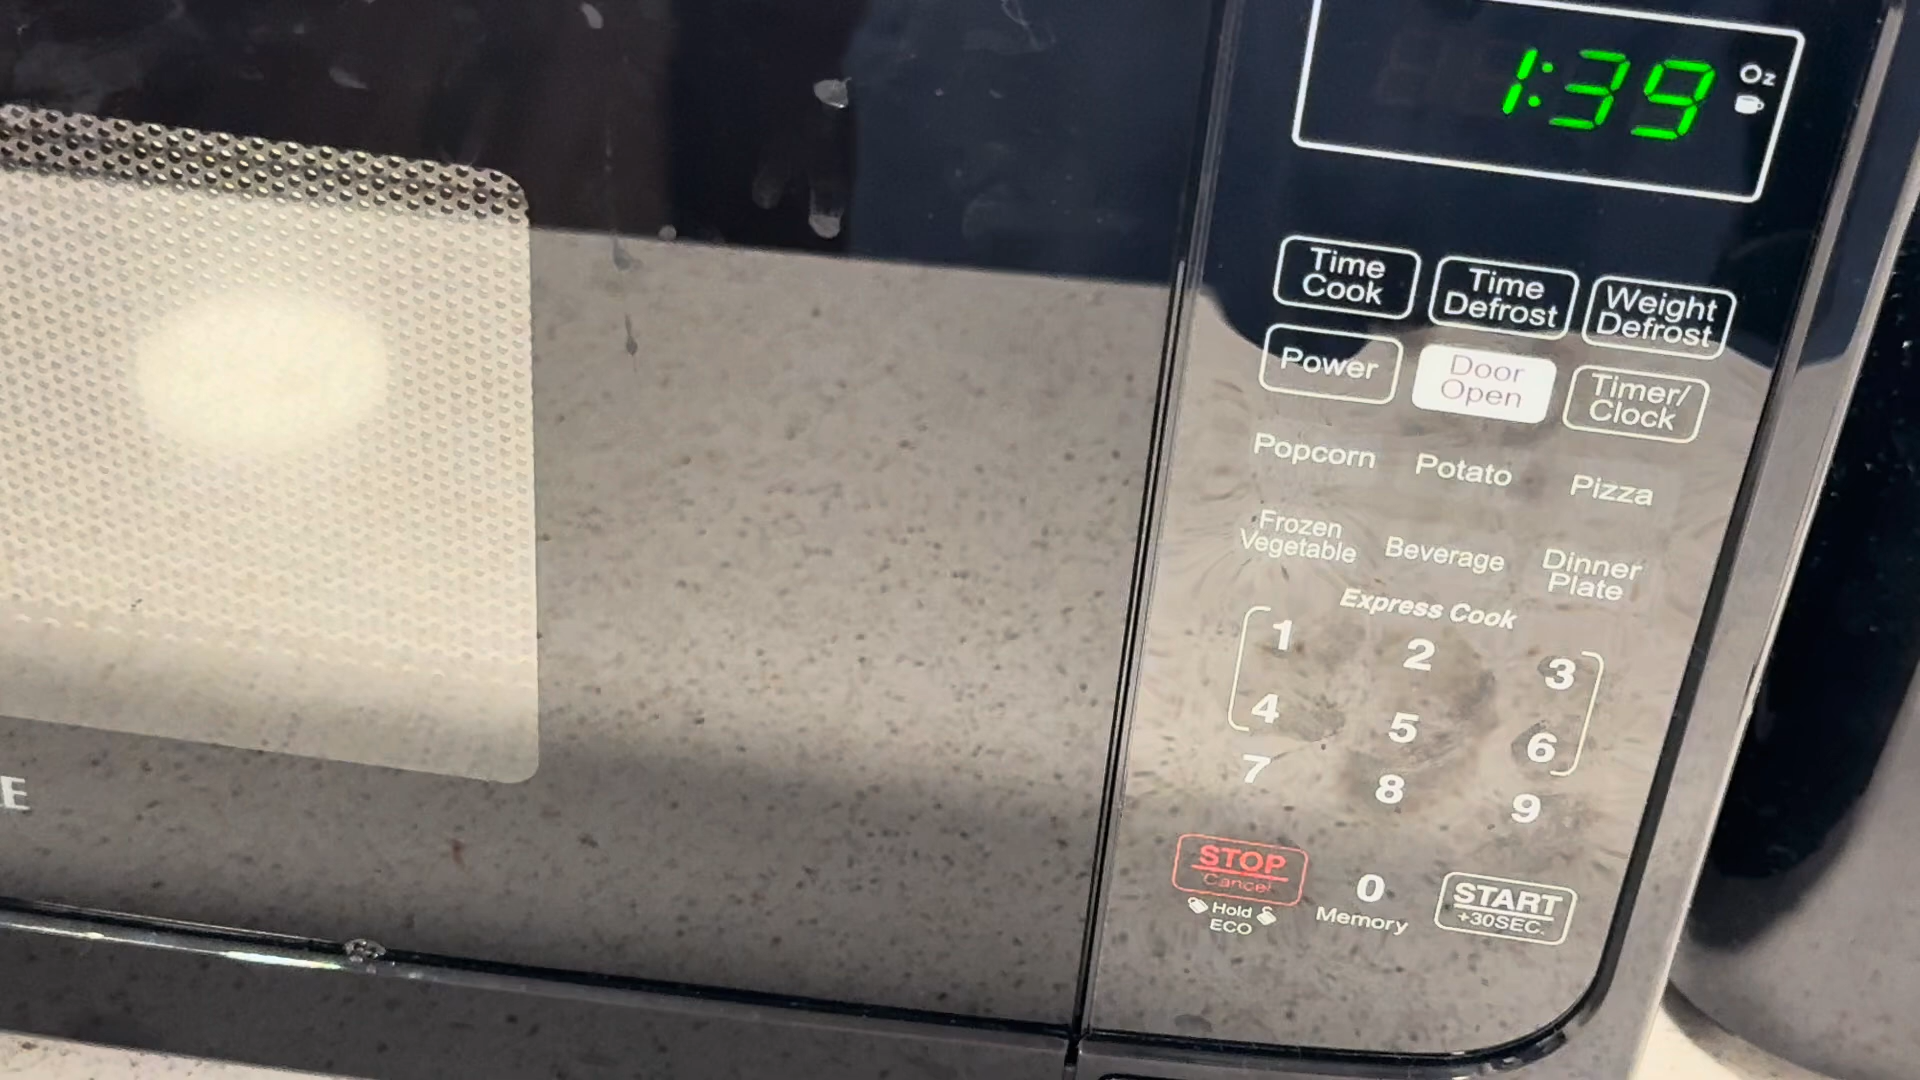 1:39
Oz
Time
Cook
Time
Defrost
Weight
Defrost
Power
Door
Open
Timer/
Clock
Popcorn
Potato
Pizza
Frozen
Vegetable
Beverage
Dinner
Plate
Express Cook
1
2
3
4
5
6
7
8
9
STOP
Cancel
Hold
ECO
0
Memory
START
+30SEC.
E